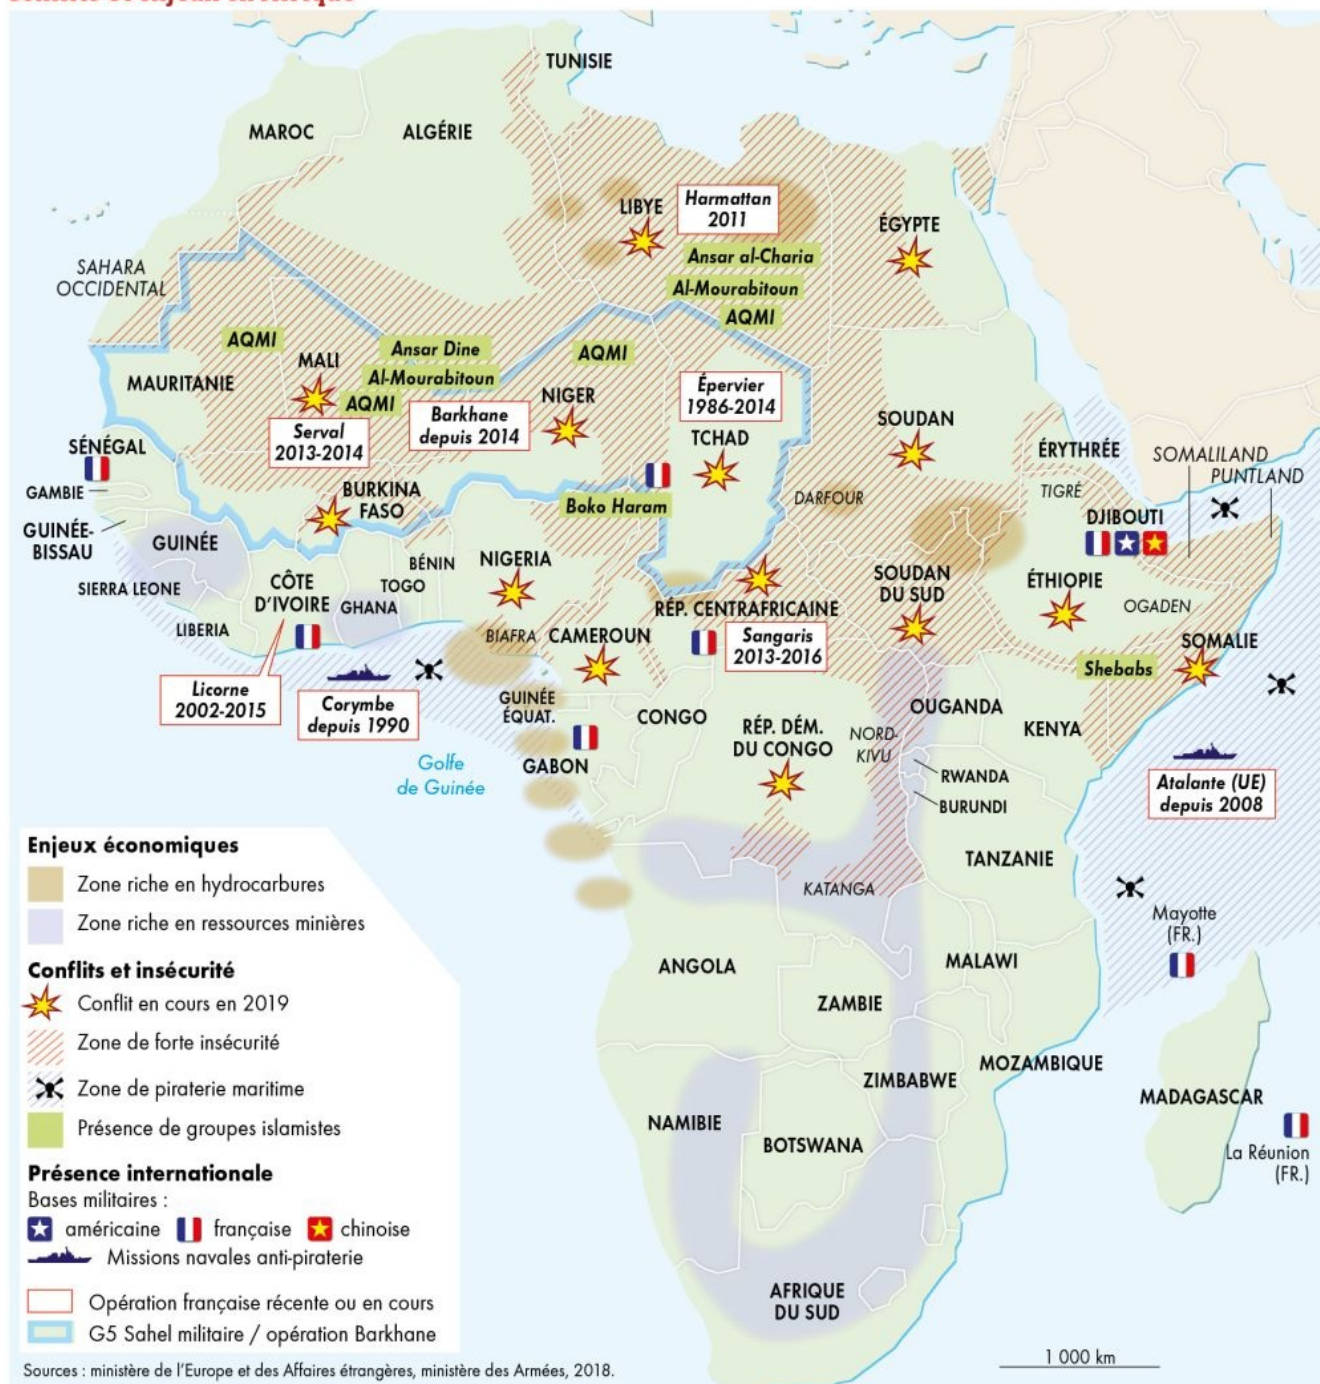 TUNISIE
MAROC
ALGÉRIE
LIBYE
Harmattan
2011
ÉGYPTE
Ansar al-Charia
Al-Mourabitoun
AQMI
SAHARA
OCCIDENTAL
AQMI
MALI
Ansar Dine
Al-Mourabitoun
AQMI
AQMI
MAURITANIE
NIGER
Serval
2013-2014
Barkhane
depuis 2014
Épervier
1986-2014
TCHAD
SOUDAN
ÉRYTHRÉE
SOMALILAND
PUNTLAND
TIGRÉ
DJIBOUTI
SÉNÉGAL
GAMBIE
GUINÉE-
BISSAU
GUINÉE
SIERRA LEONE
LIBERIA
BURKINA
FASO
Boko Haram
DARFOUR
CÔTE
D'IVOIRE
GHANA
TOGO
BÉNIN
NIGERIA
BIAFRA
CAMEROUN
RÉP. CENTRAFRICAINE
Sangaris
2013-2016
SOUDAN
DU SUD
ÉTHIOPIE
OGADEN
SOMALIE
Shebabs
Licorne
2002-2015
Corymbe
depuis 1990
GUINÉE
ÉQUAT.
CONGO
GABON
Golfe
de Guinée
RÉP. DÉM.
DU CONGO
NORD-
KIVU
OUGANDA
KENYA
RWANDA
BURUNDI
Atalante (UE)
depuis 2008
TANZANIE
KATANGA
Mayotte
(FR.)
ANGOLA
MALAWI
ZAMBIE
MOZAMBIQUE
ZIMBABWE
MADAGASCAR
NAMIBIE
BOTSWANA
La Réunion
(FR.)
AFRIQUE
DU SUD
Enjeux économiques
Zone riche en hydrocarbures
Zone riche en ressources minières
Conflits et insécurité
Conflit en cours en 2019
Zone de forte insécurité
Zone de piraterie maritime
Présence de groupes islamistes
Présence internationale
Bases militaires :
américaine française chinoise
Missions navales anti-piraterie
Opération française récente ou en cours
G5 Sahel militaire / opération Barkhane
1 000 km
Sources : ministère de l'Europe et des Affaires étrangères, ministère des Armées, 2018.